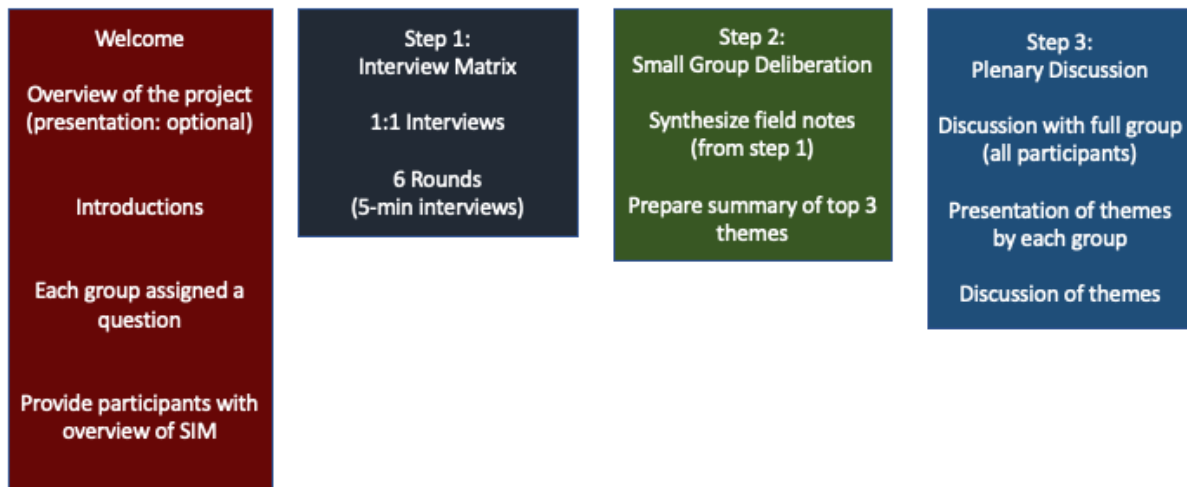 Welcome
Overview of the project
(presentation: optional)
Introductions
Each group assigned a
question
Provide participants with
overview of SIM
Step 1:
Interview Matrix
1:1 Interviews
6 Rounds
(5-min interviews)
Step 2:
Small Group Deliberation
Synthesize field notes
(from step 1)
Prepare summary of top 3
themes
Step 3:
Plenary Discussion
Discussion with full group
(all participants)
Presentation of themes
by each group
Discussion of themes